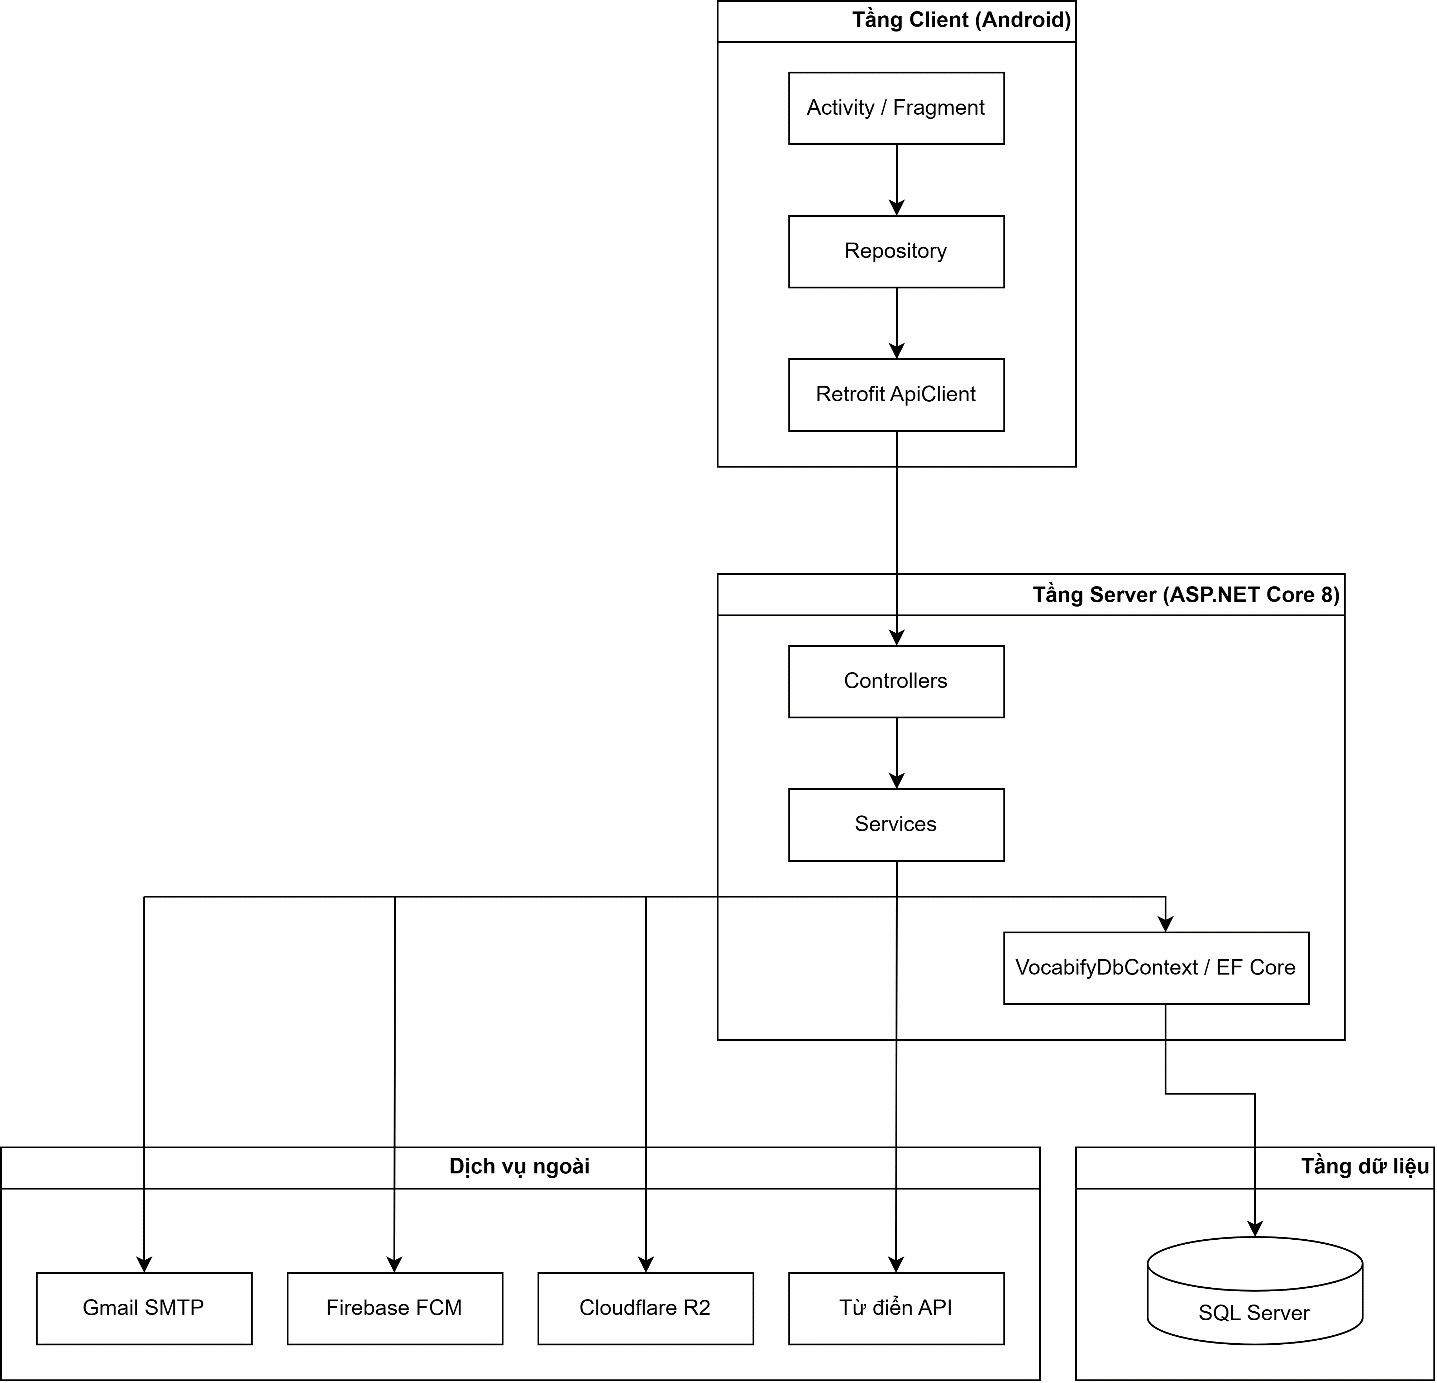 Tầng Client (Android)
Activity / Fragment
Repository
Retrofit ApiClient
Tầng Server (ASP.NET Core 8)
Controllers
Services
VocabifyDbContext / EF Core
Dịch vụ ngoài
Gmail SMTP
Firebase FCM
Cloudflare R2
Từ điển API
Tầng dữ liệu
SQL Server